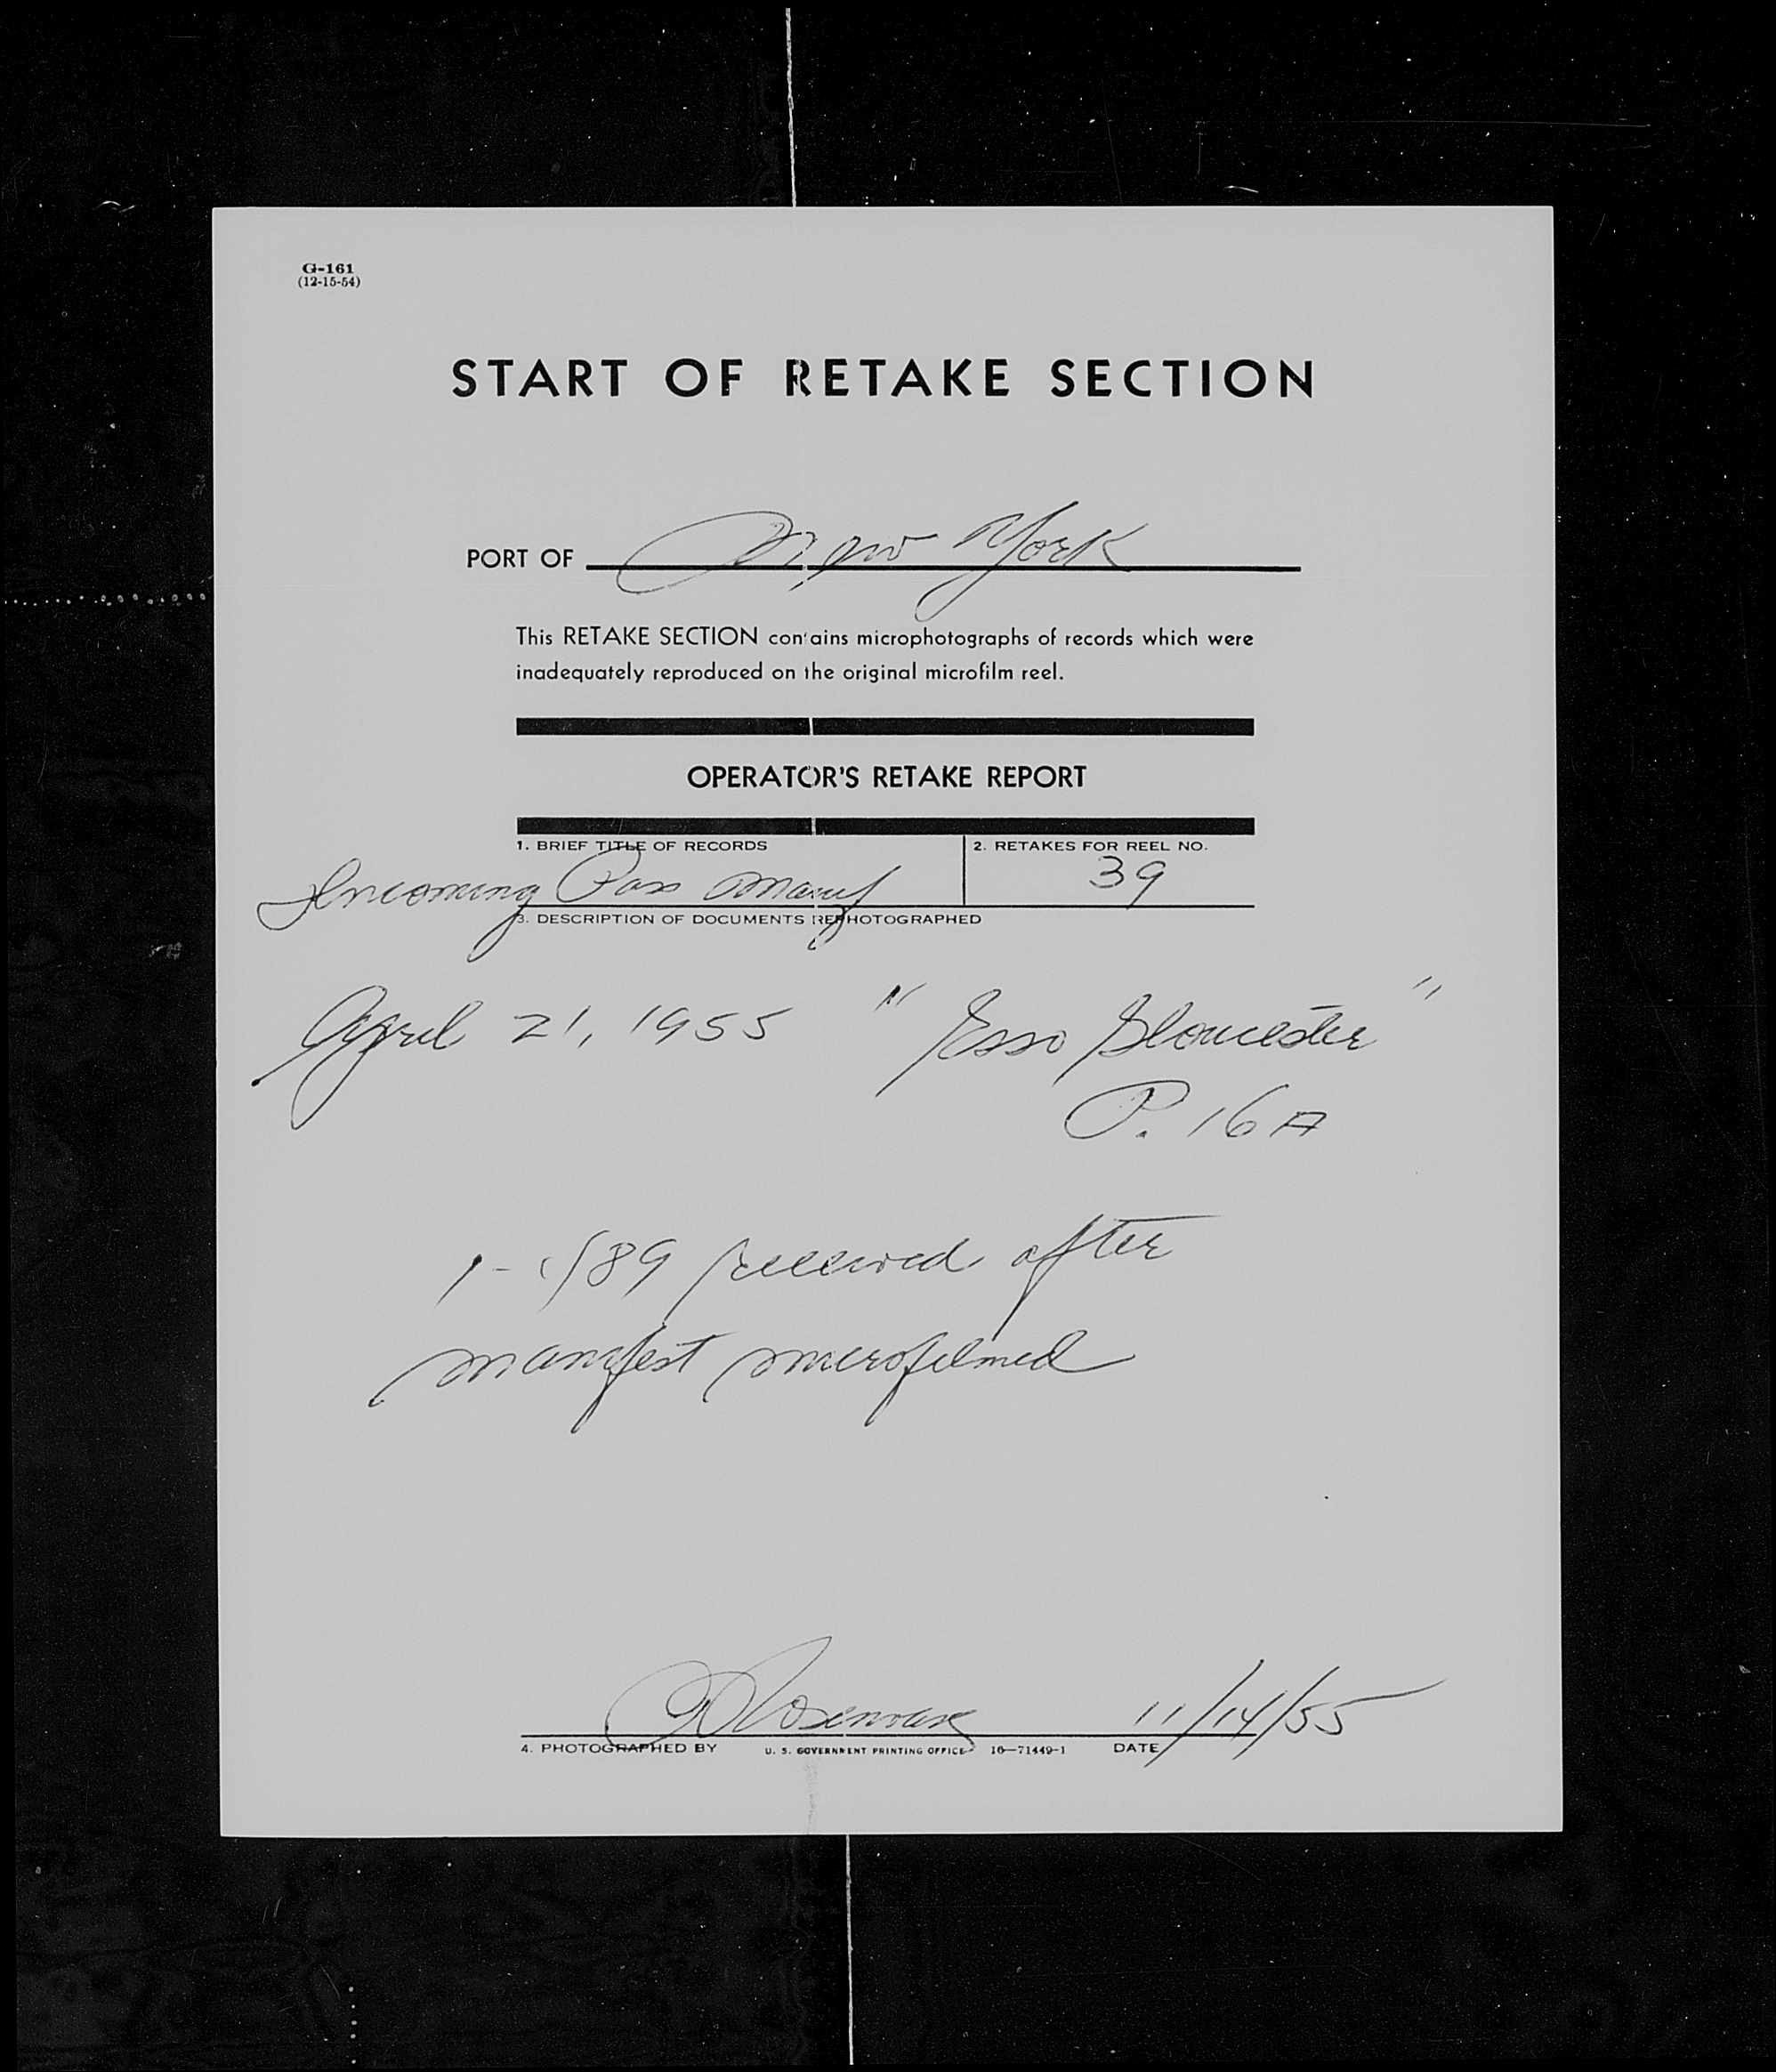 G-161
(12-15-54)
START OF RETAKE SECTION
PORT OF New York
This RETAKE SECTION contains microphotographs of records which were
inadequately reproduced on the original microfilm reel.
OPERATOR'S RETAKE REPORT
1. BRIEF TITLE OF RECORDS 2. RETAKES FOR REEL NO.
Incoming Pass Manif 39
3. DESCRIPTION OF DOCUMENTS REPHOTOGRAPHED
April 21, 1955 "Esso Gloucester"
P. 16A
1- 489 received after
manifest microfilmed
11/14/55
4. PHOTOGRAPHED BY U. S. GOVERNMENT PRINTING OFFICE 16—71449-1 DATE